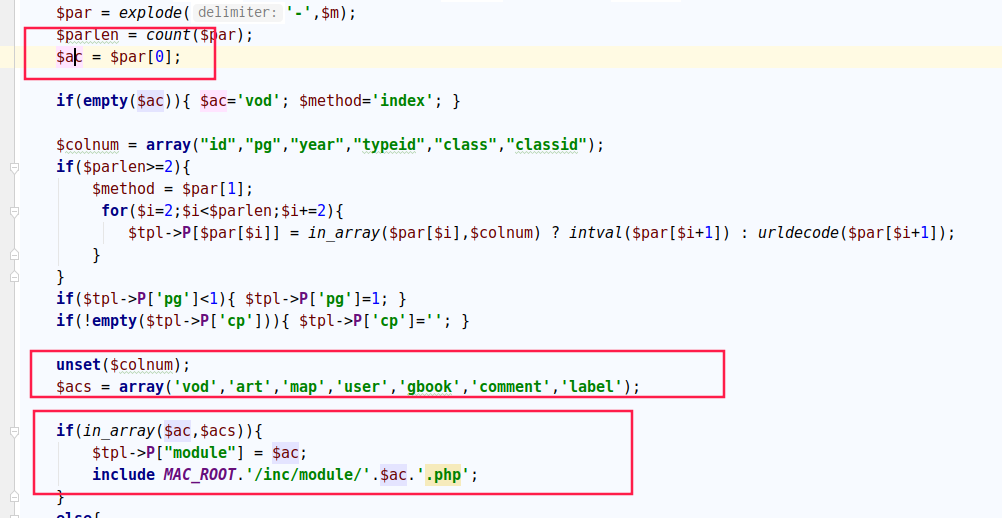 $par = explode( delimiter: '-',$m);
$parlen = count($par);
$ac = $par[0];
if(empty($ac)){ $ac='vod'; $method='index'; }
$colnum = array("id","pg","year","typeid","class","classid");
if($parlen>=2){
$method = $par[1];
for($i=2;$i<$parlen;$i+=2){
$tpl->P[$par[$i]] = in_array($par[$i],$colnum) ? intval($par[$i+1]) : urldecode($par[$i+1]);
}
}
if($tpl->P['pg']<1){ $tpl->P['pg']=1; }
if(!empty($tpl->P['cp'])){ $tpl->P['cp']=''; }
unset($colnum);
$acs = array('vod','art','map','user','gbook','comment','label');
if(in_array($ac,$acs)){
$tpl->P["module"] = $ac;
include MAC_ROOT.'/inc/module/'.$ac.'.php';
}
else{